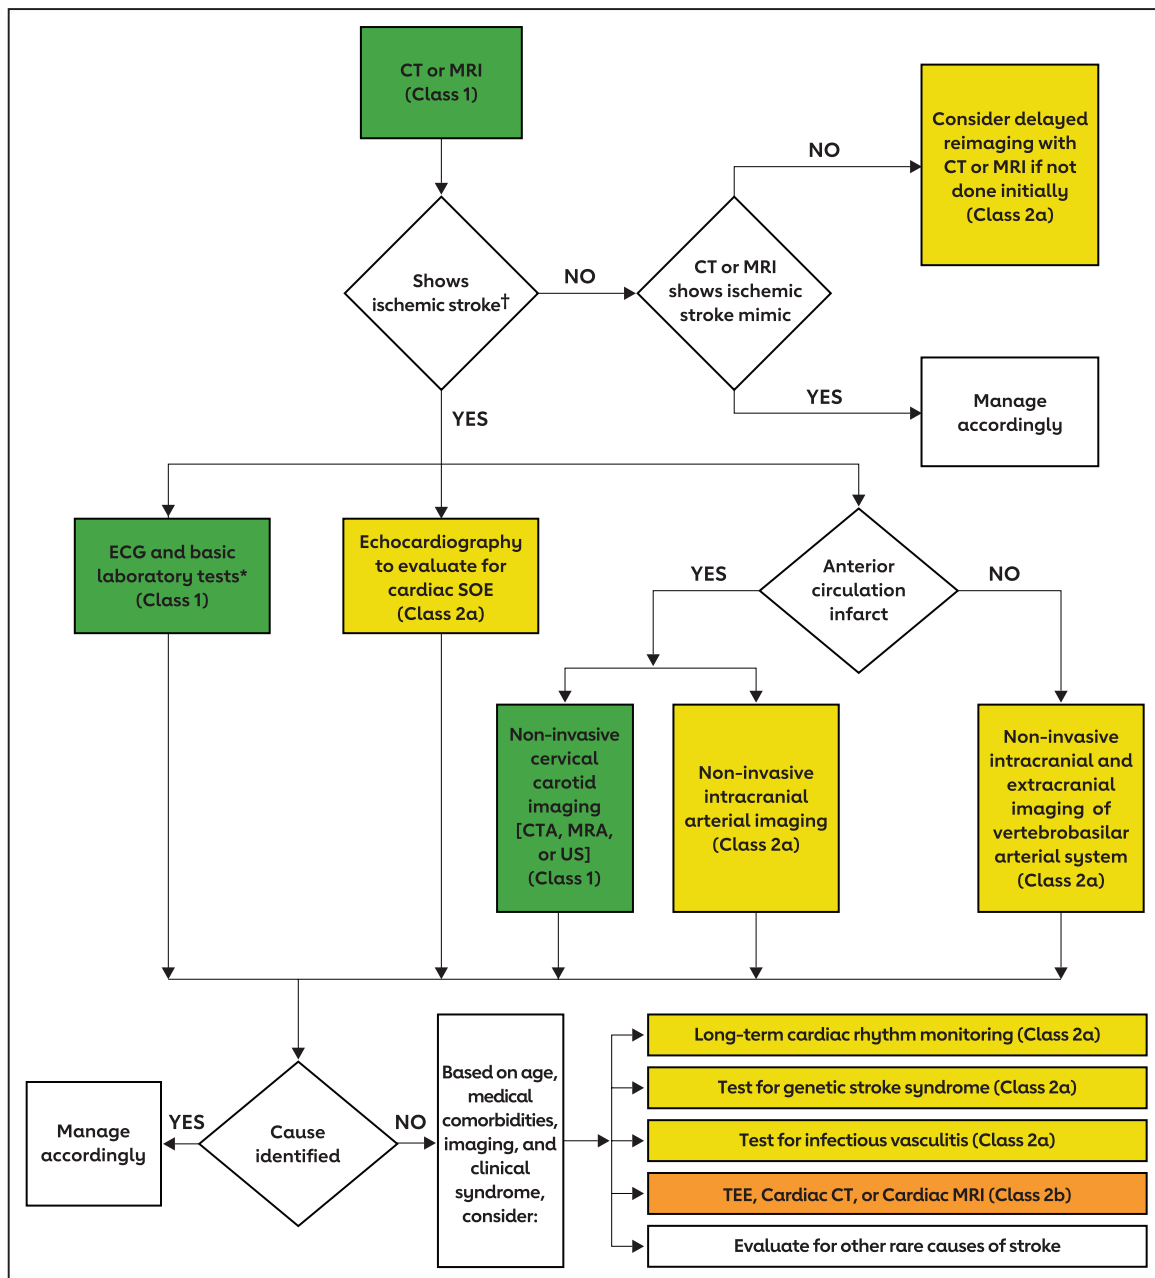 CT or MRI
(Class 1)
Consider delayed
reimaging with
CT or MRI if not
done initially
(Class 2a)
NO
Shows
ischemic stroke†
NO
CT or MRI
shows ischemic
stroke mimic
YES
Manage
accordingly
YES
ECG and basic
laboratory tests*
(Class 1)
Echocardiography
to evaluate for
cardiac SOE
(Class 2a)
YES
Anterior
circulation
infarct
NO
Non-invasive
cervical
carotid
imaging
[CTA, MRA,
or US]
(Class 1)
Non-invasive
intracranial
arterial imaging
(Class 2a)
Non-invasive
intracranial and
extracranial
imaging of
vertebrobasilar
arterial system
(Class 2a)
Manage
accordingly
YES
Cause
identified
NO
Based on age,
medical
comorbidities,
imaging, and
clinical
syndrome,
consider:
Long-term cardiac rhythm monitoring (Class 2a)
Test for genetic stroke syndrome (Class 2a)
Test for infectious vasculitis (Class 2a)
TEE, Cardiac CT, or Cardiac MRI (Class 2b)
Evaluate for other rare causes of stroke